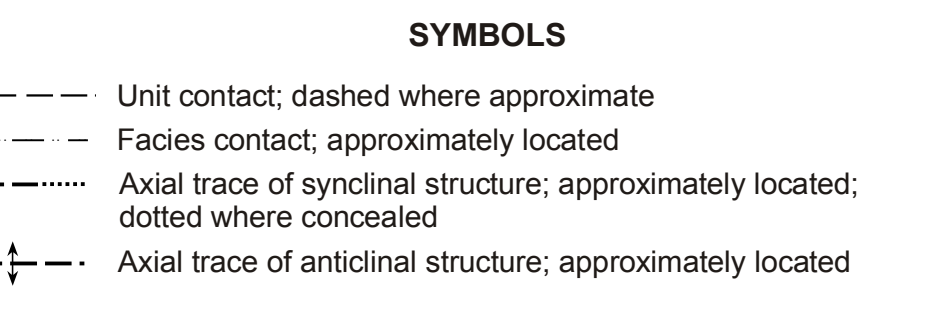 SYMBOLS
Unit contact; dashed where approximate
Facies contact; approximately located
Axial trace of synclinal structure; approximately located;
dotted where concealed
Axial trace of anticlinal structure; approximately located